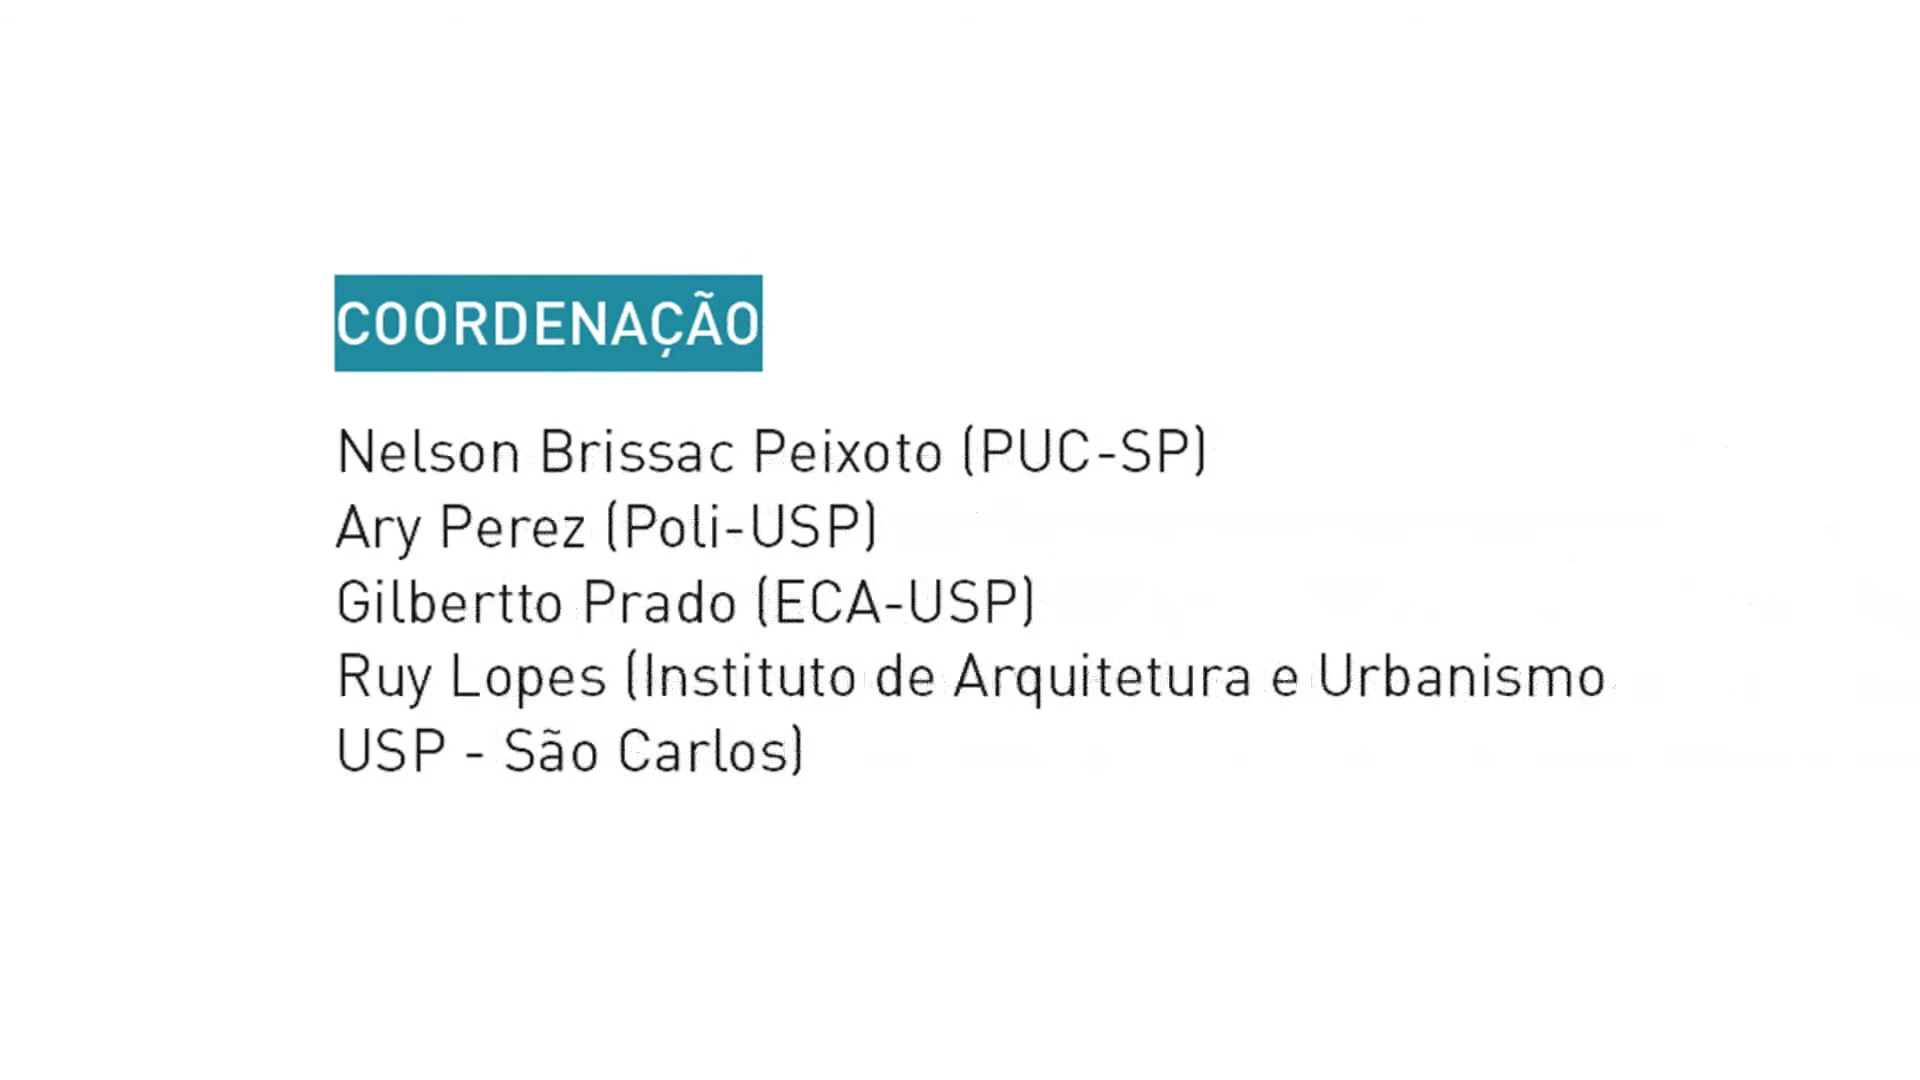 COORDENAÇÃO
Nelson Brissac Peixoto (PUC-SP)
Ary Perez (Poli-USP)
Gilbertto Prado (ECA-USP)
Ruy Lopes (Instituto de Arquitetura e Urbanismo
USP - São Carlos)